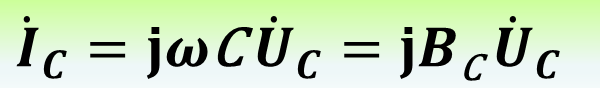 İ_C = jωCU̇_C = jB_CU̇_C